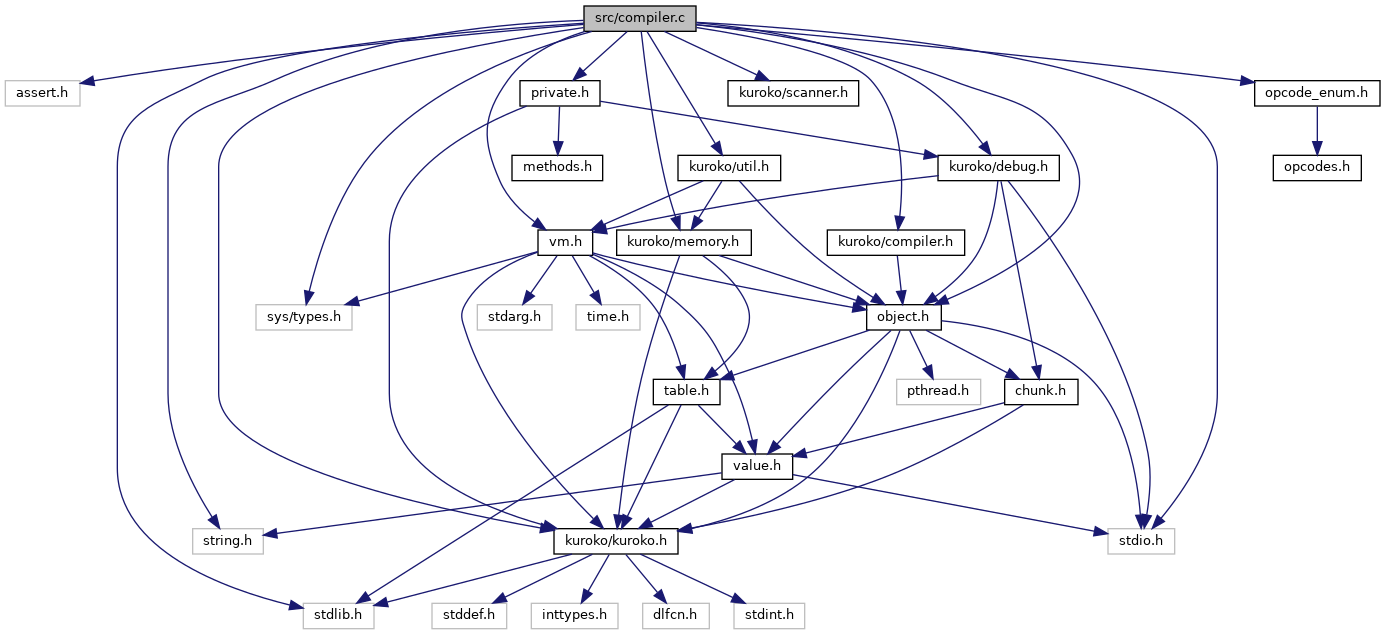 src/compiler.c
assert.h
private.h
kuroko/scanner.h
opcode_enum.h
methods.h
kuroko/util.h
kuroko/debug.h
opcodes.h
vm.h
kuroko/memory.h
kuroko/compiler.h
sys/types.h
stdarg.h
time.h
object.h
table.h
pthread.h
chunk.h
value.h
string.h
kuroko/kuroko.h
stdio.h
stdlib.h
stddef.h
inttypes.h
dlfcn.h
stdint.h